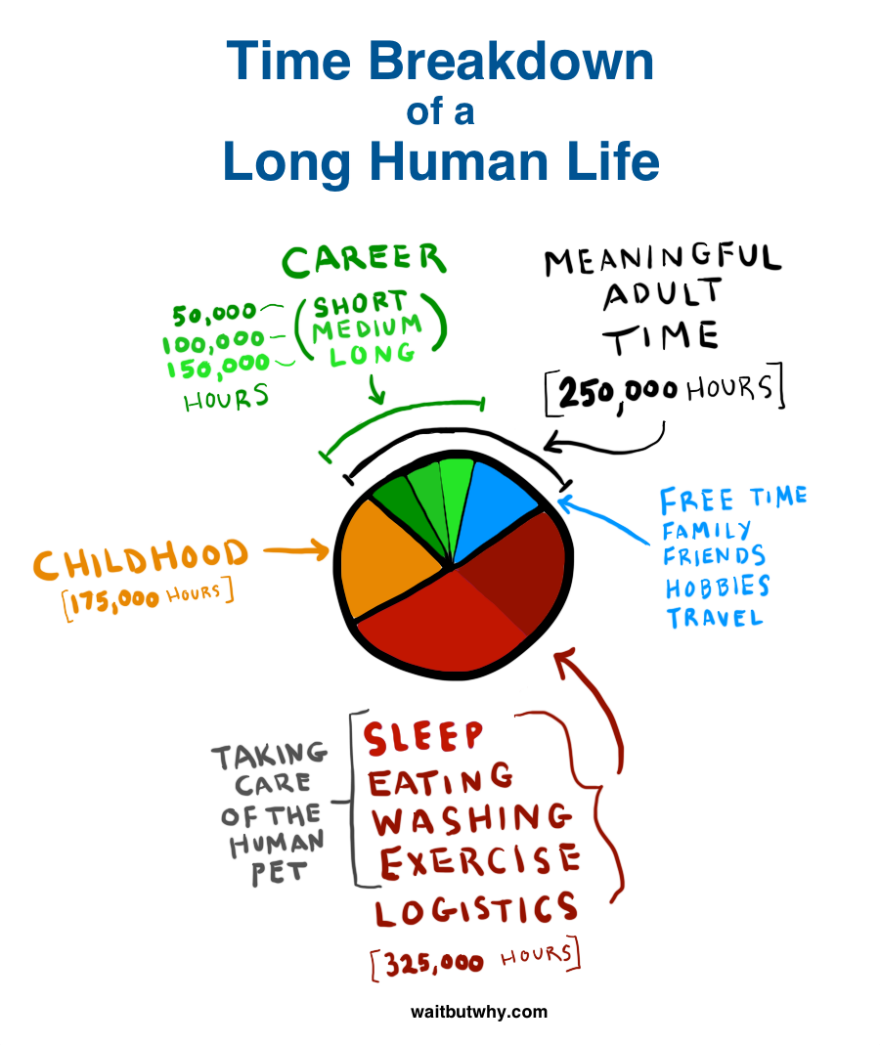 Time Breakdown
of a
Long Human Life
CAREER
50,000
100,000
150,000
HOURS
(SHORT
MEDIUM
LONG)
MEANINGFUL
ADULT
TIME
[250,000 HOURS]
FREE TIME
FAMILY
FRIENDS
HOBBIES
TRAVEL
CHILDHOOD
[175,000 HOURS]
TAKING
CARE
OF THE
HUMAN
PET
SLEEP
EATING
WASHING
EXERCISE
LOGISTICS
[325,000 HOURS]
waitbutwhy.com